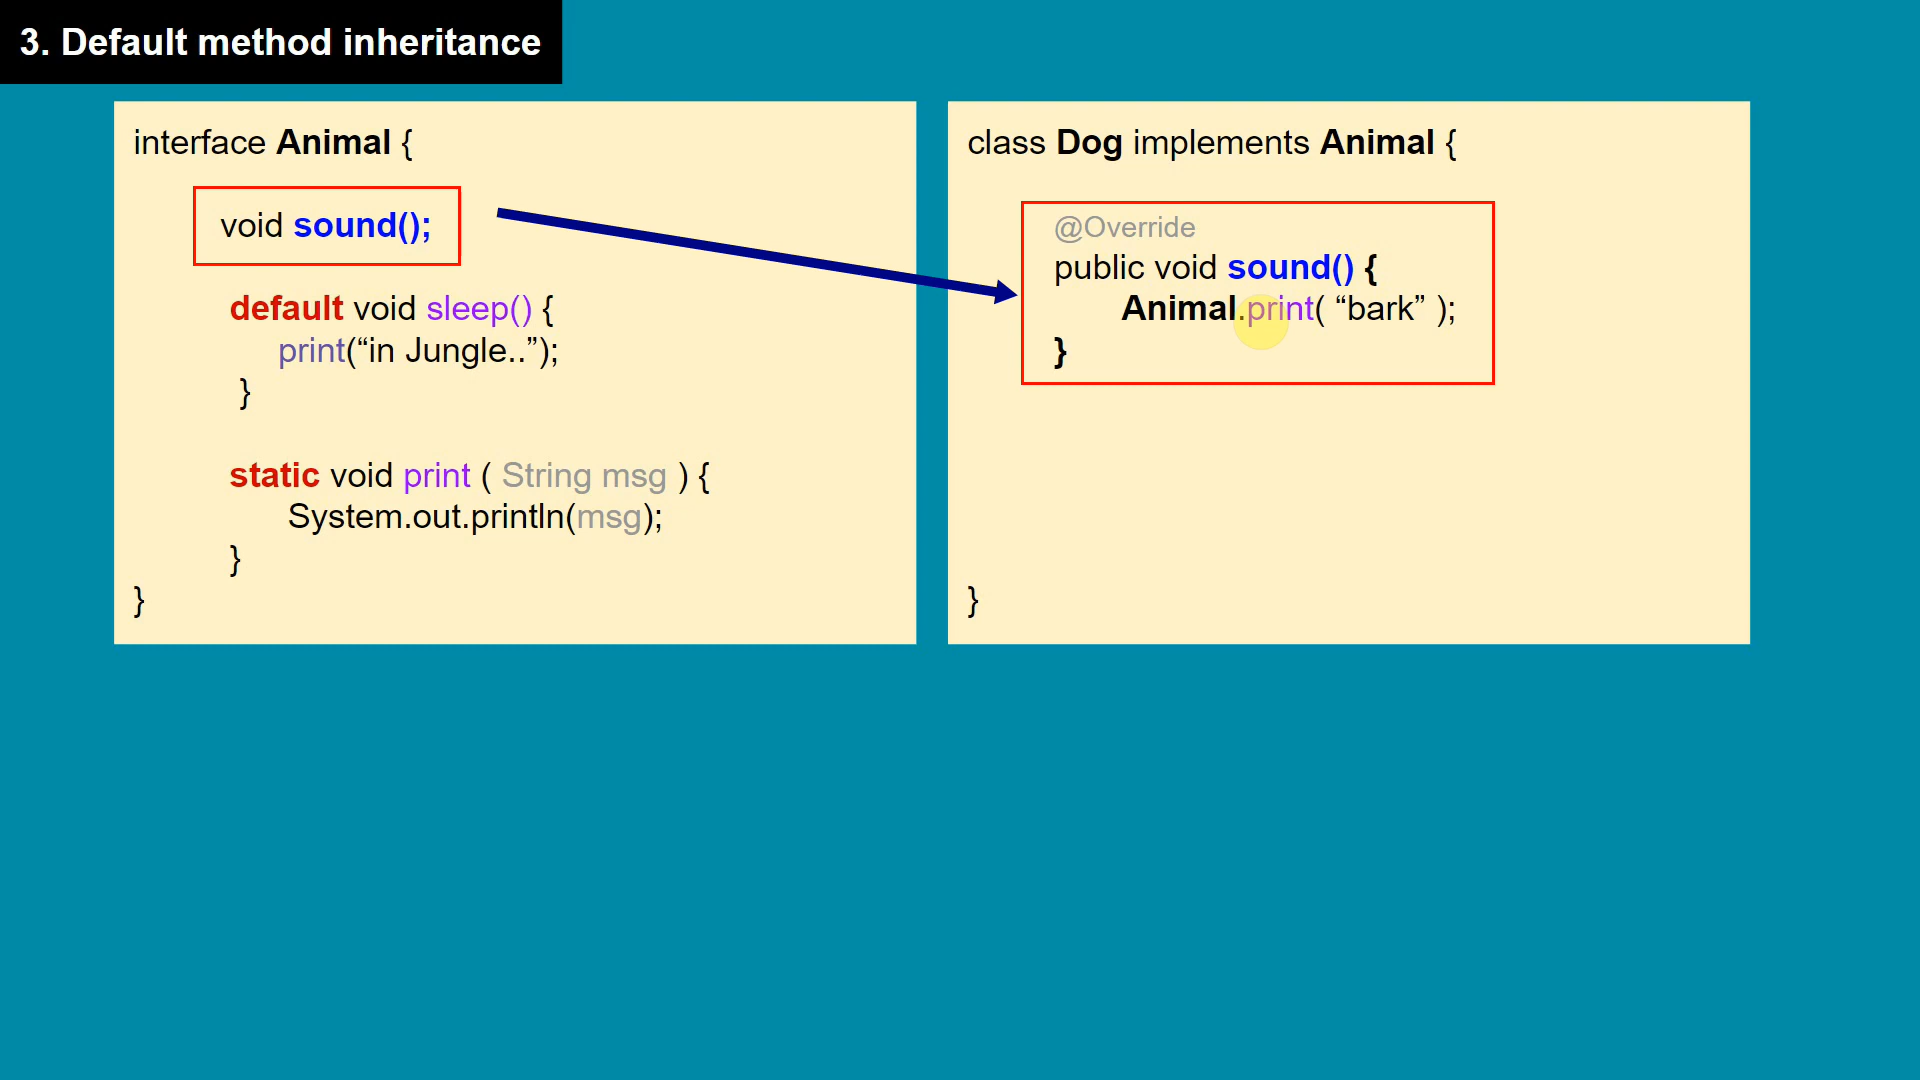 3. Default method inheritance
interface Animal {
void sound();
default void sleep() {
print(“in Jungle..”);
}
static void print ( String msg ) {
System.out.println(msg);
}
}
class Dog implements Animal {
@Override
public void sound() {
Animal.print( “bark” );
}
}